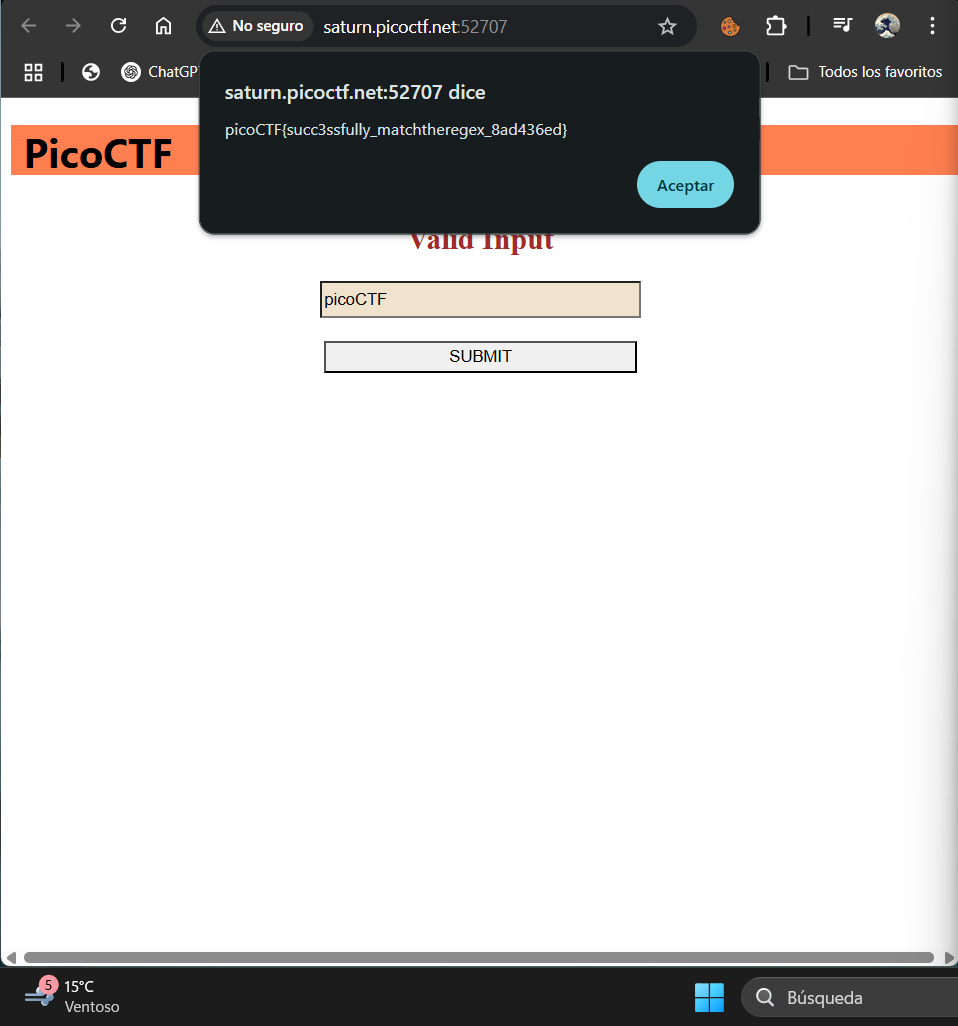 No seguro
saturn.picoctf.net:52707
Todos los favoritos
saturn.picoctf.net:52707 dice
picoCTF{succ3ssfully_matchtheregex_8ad436ed}
Aceptar
PicoCTF
Valid Input
picoCTF
SUBMIT
5
15°C
Ventoso
Búsqueda